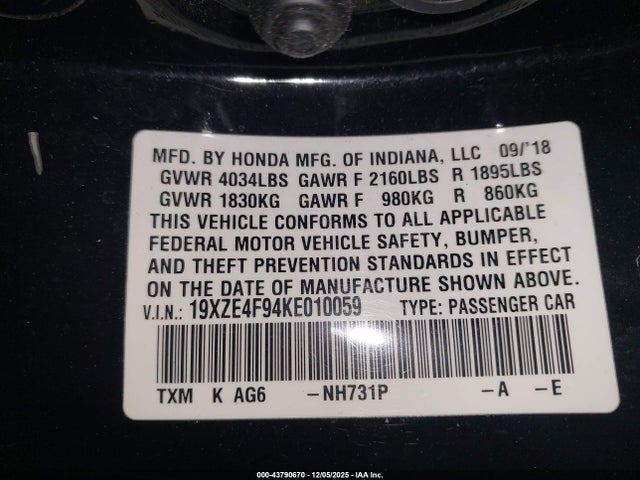 MFD. BY HONDA MFG. OF INDIANA, LLC 09/'18
GVWR 4034LBS GAWR F 2160LBS R 1895LBS
GVWR 1830KG GAWR F 980KG R 860KG
THIS VEHICLE CONFORMS TO ALL APPLICABLE
FEDERAL MOTOR VEHICLE SAFETY, BUMPER,
AND THEFT PREVENTION STANDARDS IN EFFECT
ON THE DATE OF MANUFACTURE SHOWN ABOVE.
V.I.N.: 19XZE4F94KE010059 TYPE: PASSENGER CAR
TXM K AG6 -NH731P -A -E
000-43790670 - 12/05/2025 - IAA Inc.